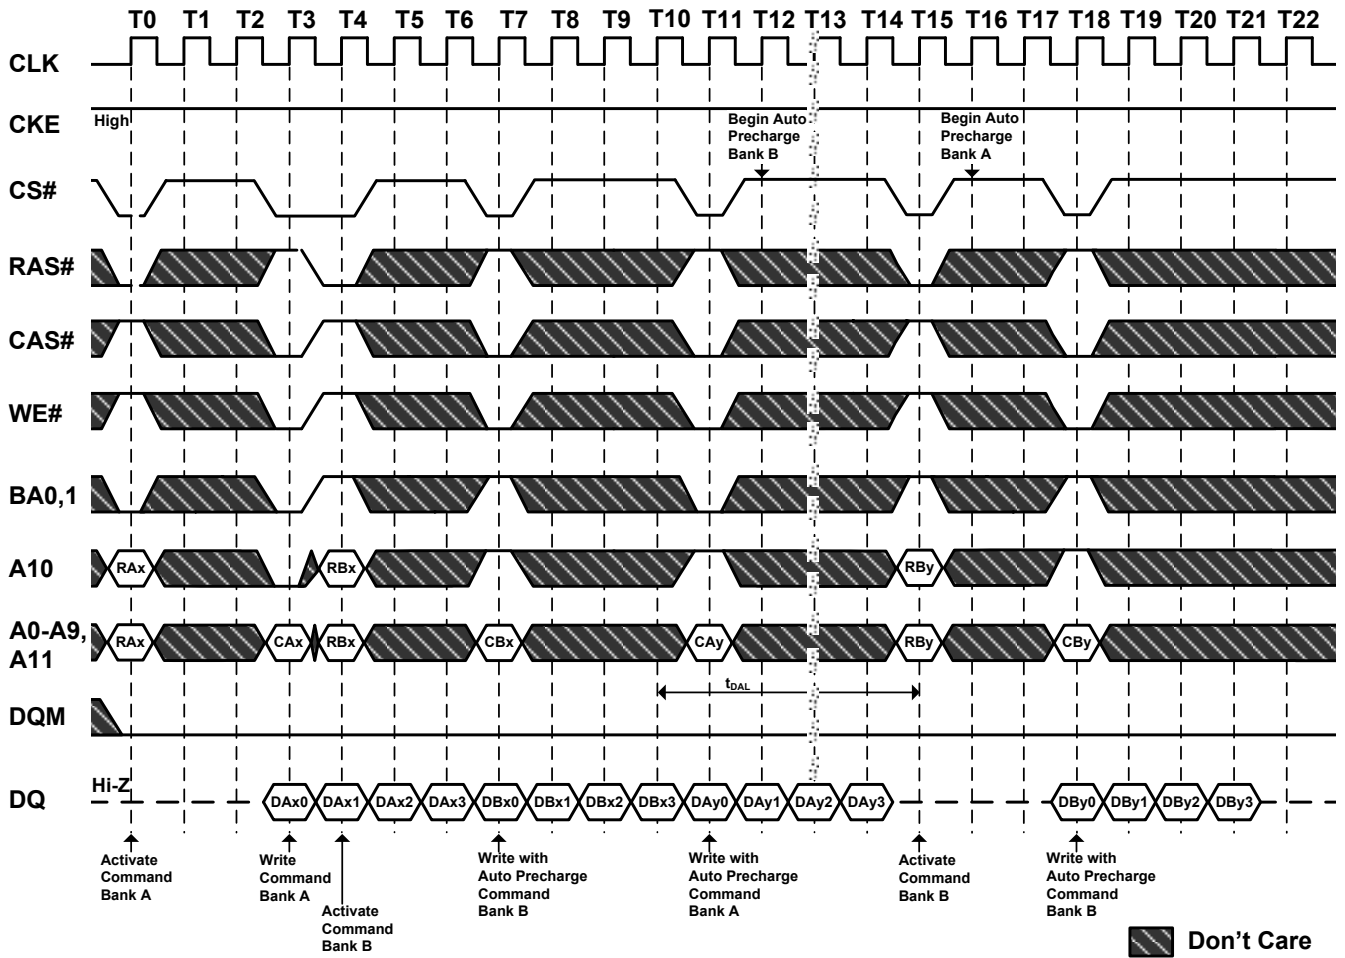 T0 T1 T2 T3 T4 T5 T6 T7 T8 T9 T10 T11 T12 T13 T14 T15 T16 T17 T18 T19 T20 T21 T22
CLK
CKE
High
Begin Auto
Precharge
Bank B
Begin Auto
Precharge
Bank A
CS#
RAS#
CAS#
WE#
BA0,1
A10
RAx RBx RBy
A0-A9,
A11
RAx CAx RBx CBx CAy RBy CBy
tDAL
DQM
DQ
Hi-Z
DAx0 DAx1 DAx2 DAx3 DBx0 DBx1 DBx2 DBx3 DAy0 DAy1 DAy2 DAy3 DBy0 DBy1 DBy2 DBy3
Activate
Command
Bank A
Write
Command
Bank A
Activate
Command
Bank B
Write with
Auto Precharge
Command
Bank B
Write with
Auto Precharge
Command
Bank A
Activate
Command
Bank B
Write with
Auto Precharge
Command
Bank B
Don't Care